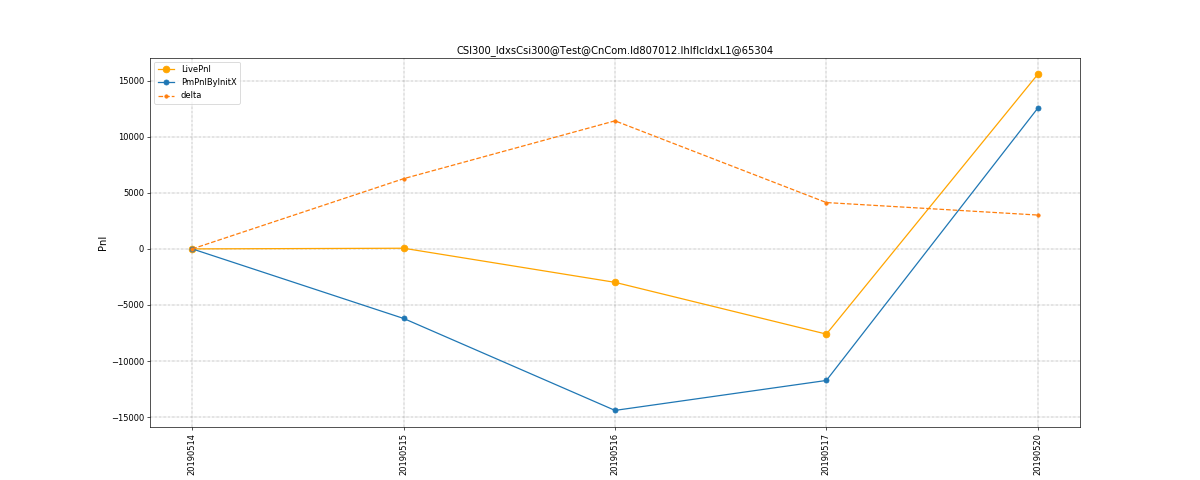 CSI300_IdxsCsi300@Test@CnCom.Id807012.IhIfIcIdxL1@65304
LivePnl
PmPnlByInitX
delta
15000
10000
5000
0
−5000
−10000
−15000
Pnl
20190514
20190515
20190516
20190517
20190520